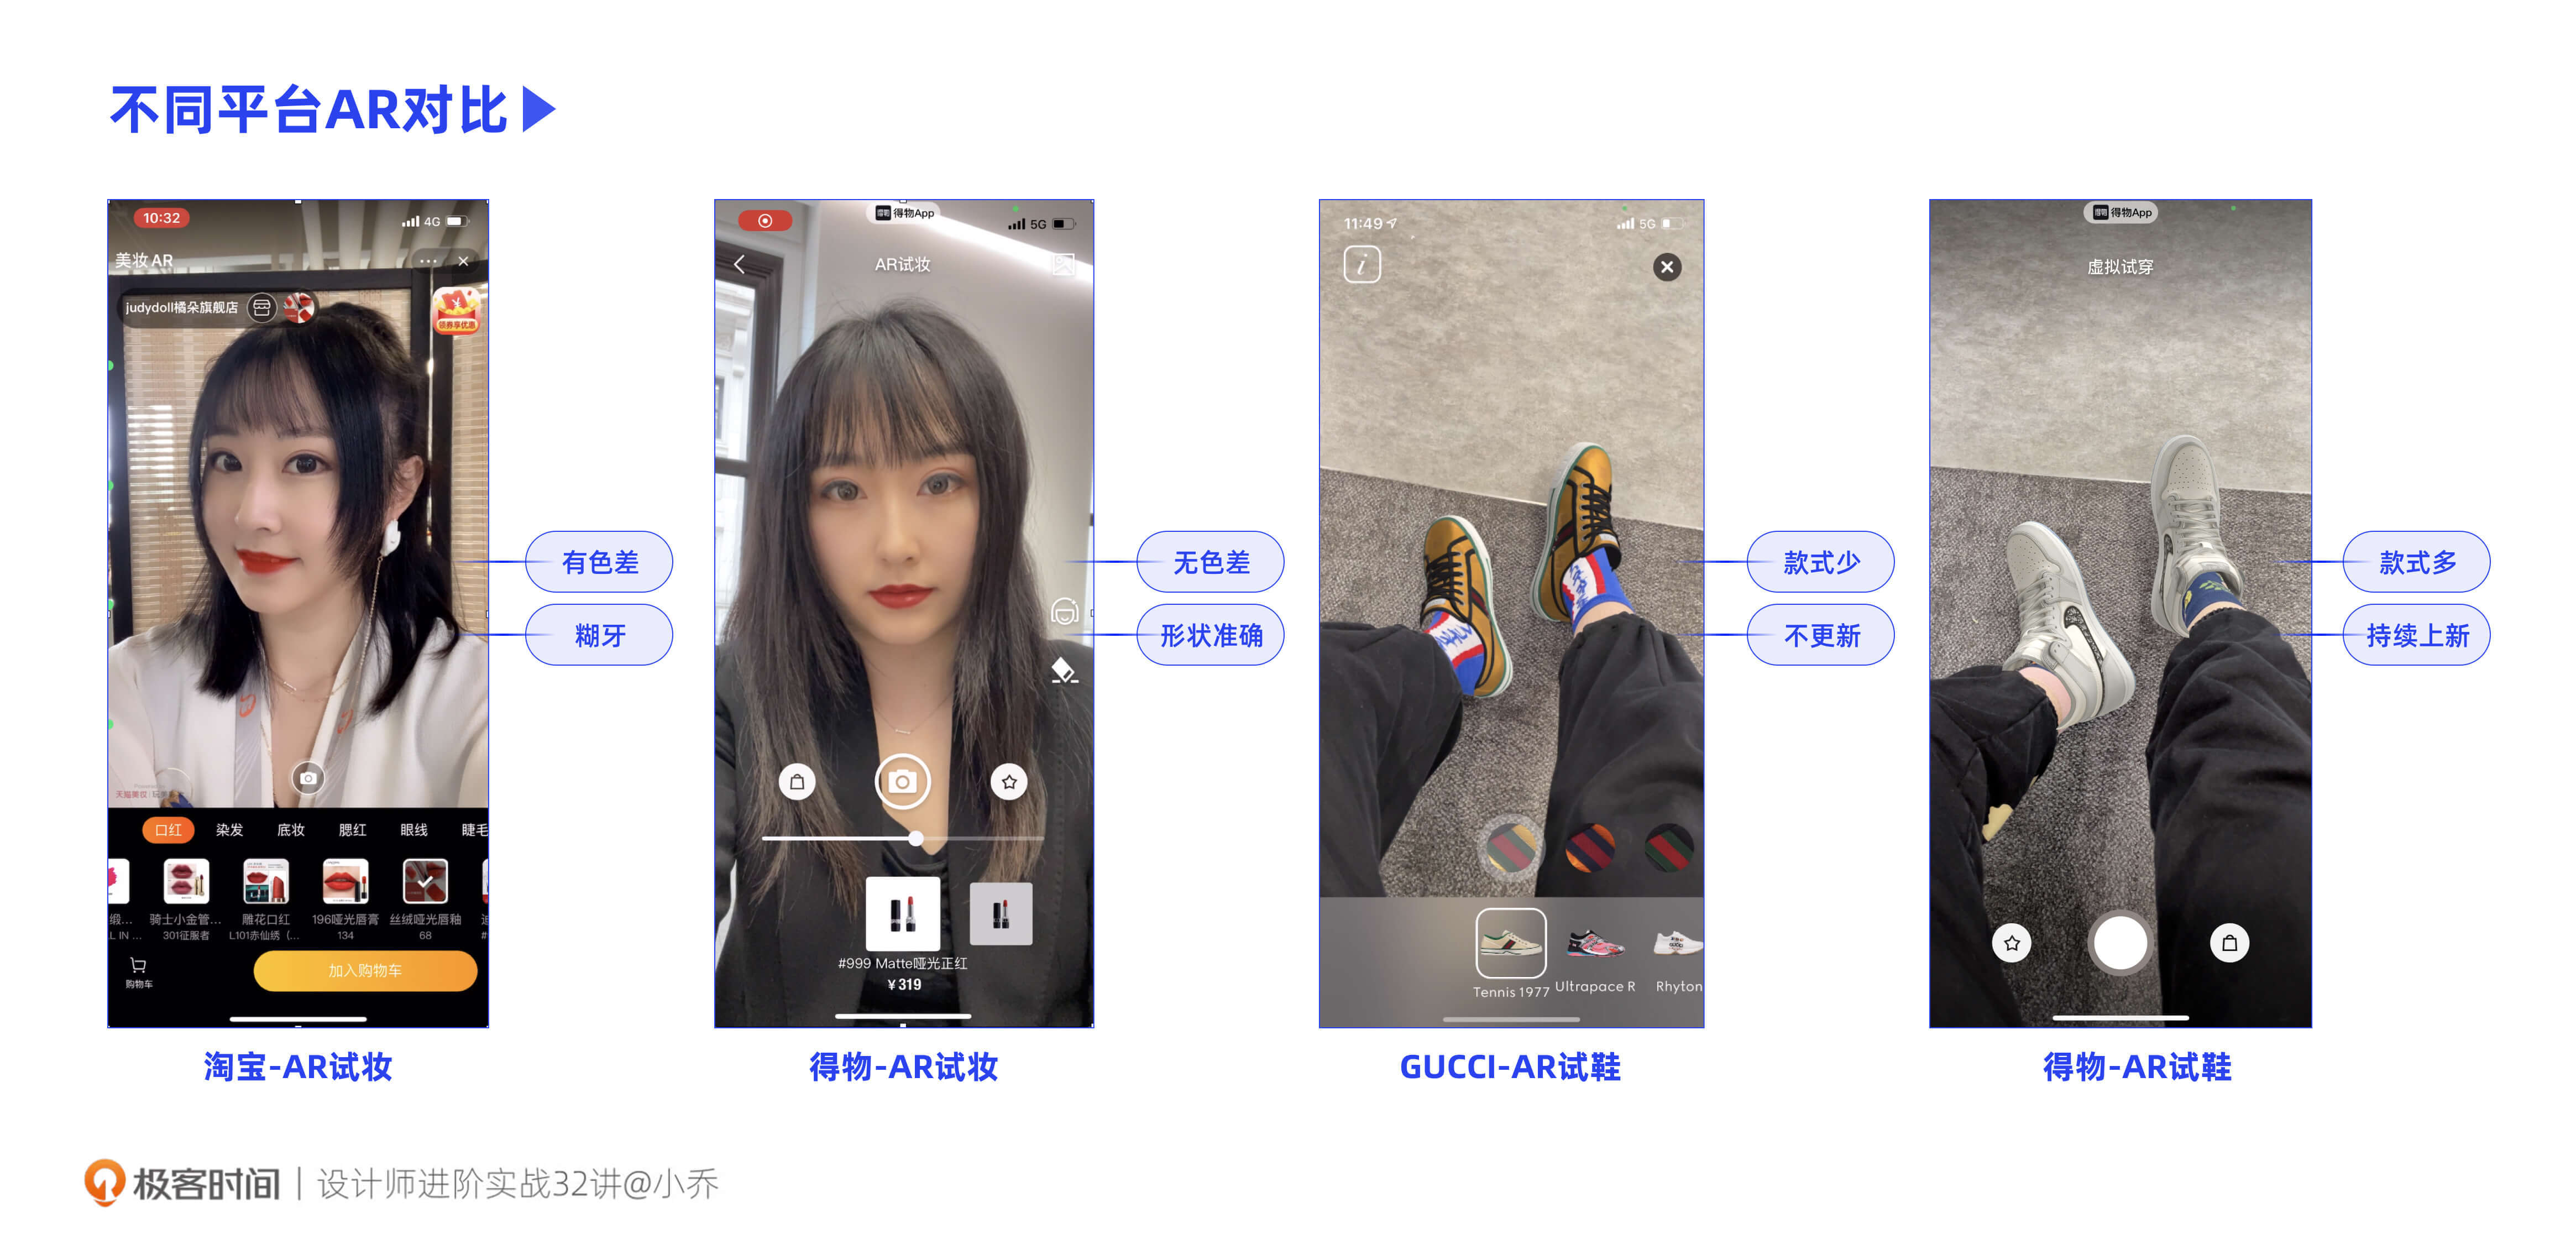 不同平台AR对比
10:32
4G
美妆 AR
judydoll橘朵旗舰店
领券享优惠
口红 染发 底妆 腮红 眼线 睫毛
骑士小金管... 雕花口红 196哑光唇膏 丝绒哑光唇釉
301征服者 L101赤仙绣（... 134 68
购物车
加入购物车
有色差
糊牙
淘宝-AR试妆
得物App
5G
AR试妆
#999 Matte哑光正红
¥319
无色差
形状准确
得物-AR试妆
11:49
5G
i
Tennis 1977 Ultrapace R Rhyton
款式少
不更新
GUCCI-AR试鞋
得物App
虚拟试穿
款式多
持续上新
得物-AR试鞋
极客时间 | 设计师进阶实战32讲@小乔